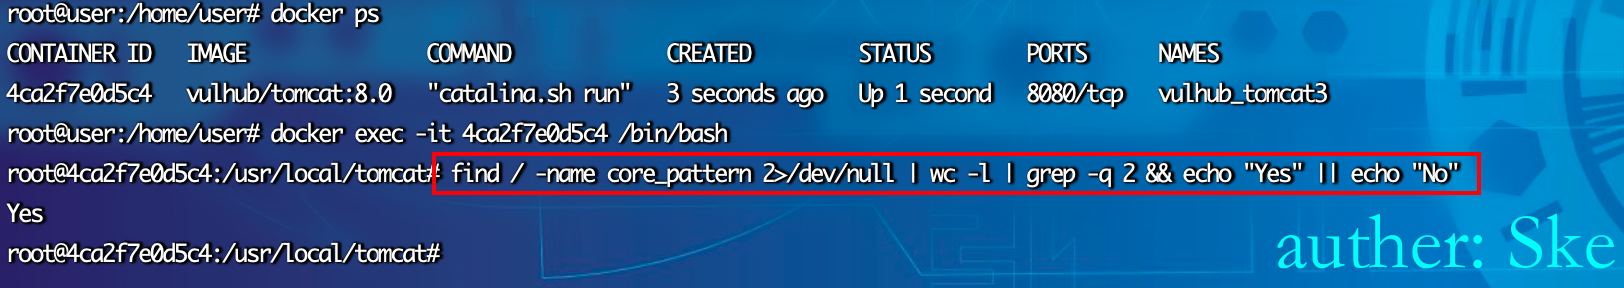 root@user:/home/user# docker ps
CONTAINER ID   IMAGE               COMMAND             CREATED         STATUS        PORTS      NAMES
4ca2f7e0d5c4   vulhub/tomcat:8.0   "catalina.sh run"   3 seconds ago   Up 1 second   8080/tcp   vulhub_tomcat3
root@user:/home/user# docker exec -it 4ca2f7e0d5c4 /bin/bash
root@4ca2f7e0d5c4:/usr/local/tomcat# find / -name core_pattern 2>/dev/null | wc -l | grep -q 2 && echo "Yes" || echo "No"
Yes
root@4ca2f7e0d5c4:/usr/local/tomcat#
auther: Ske